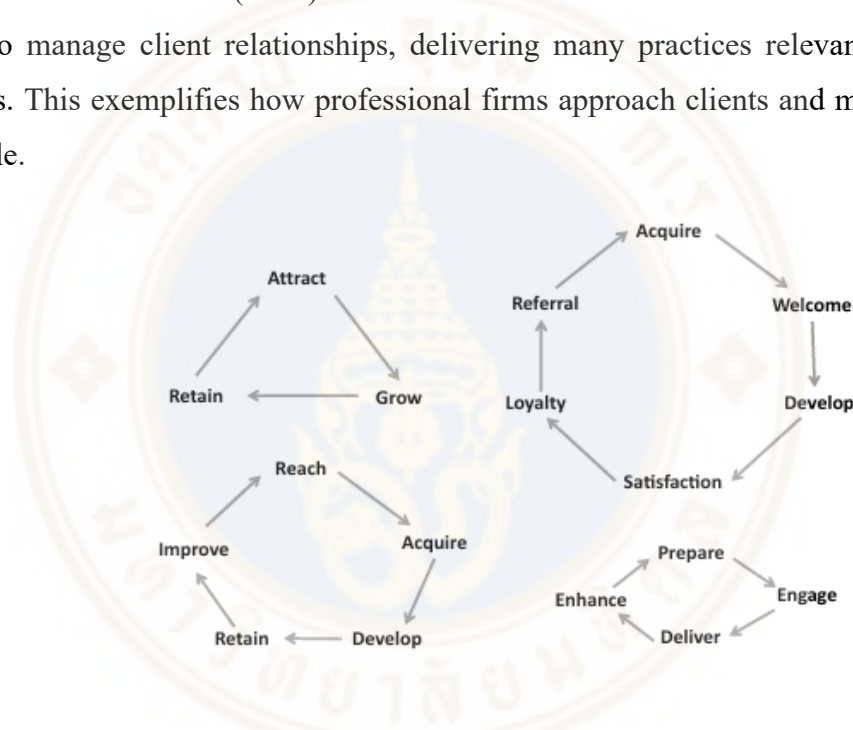 o manage client relationships, delivering many practices relevan
s. This exemplifies how professional firms approach clients and m
le.
Acquire
Attract
Referral
Welcome
Retain
Grow
Loyalty
Develop
Reach
Satisfaction
Improve
Acquire
Prepare
Enhance
Engage
Retain
Develop
Deliver